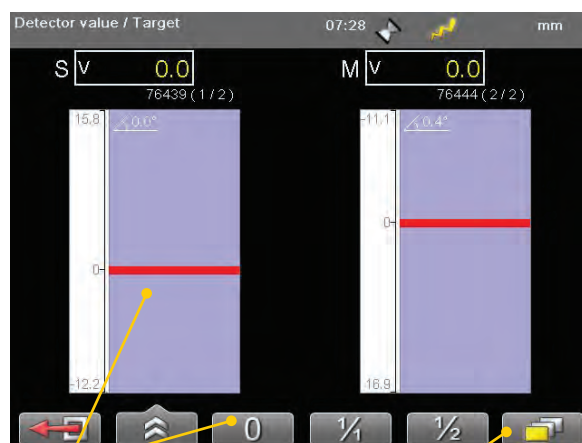 Detector value / Target 07:28 mm
S V 0.0 M V 0.0
76439 (1/2) 76444 (2/2)
15.8 0.0° -11.1 0.4°
0
0
-12.2 16.9
0 1/1 1/2